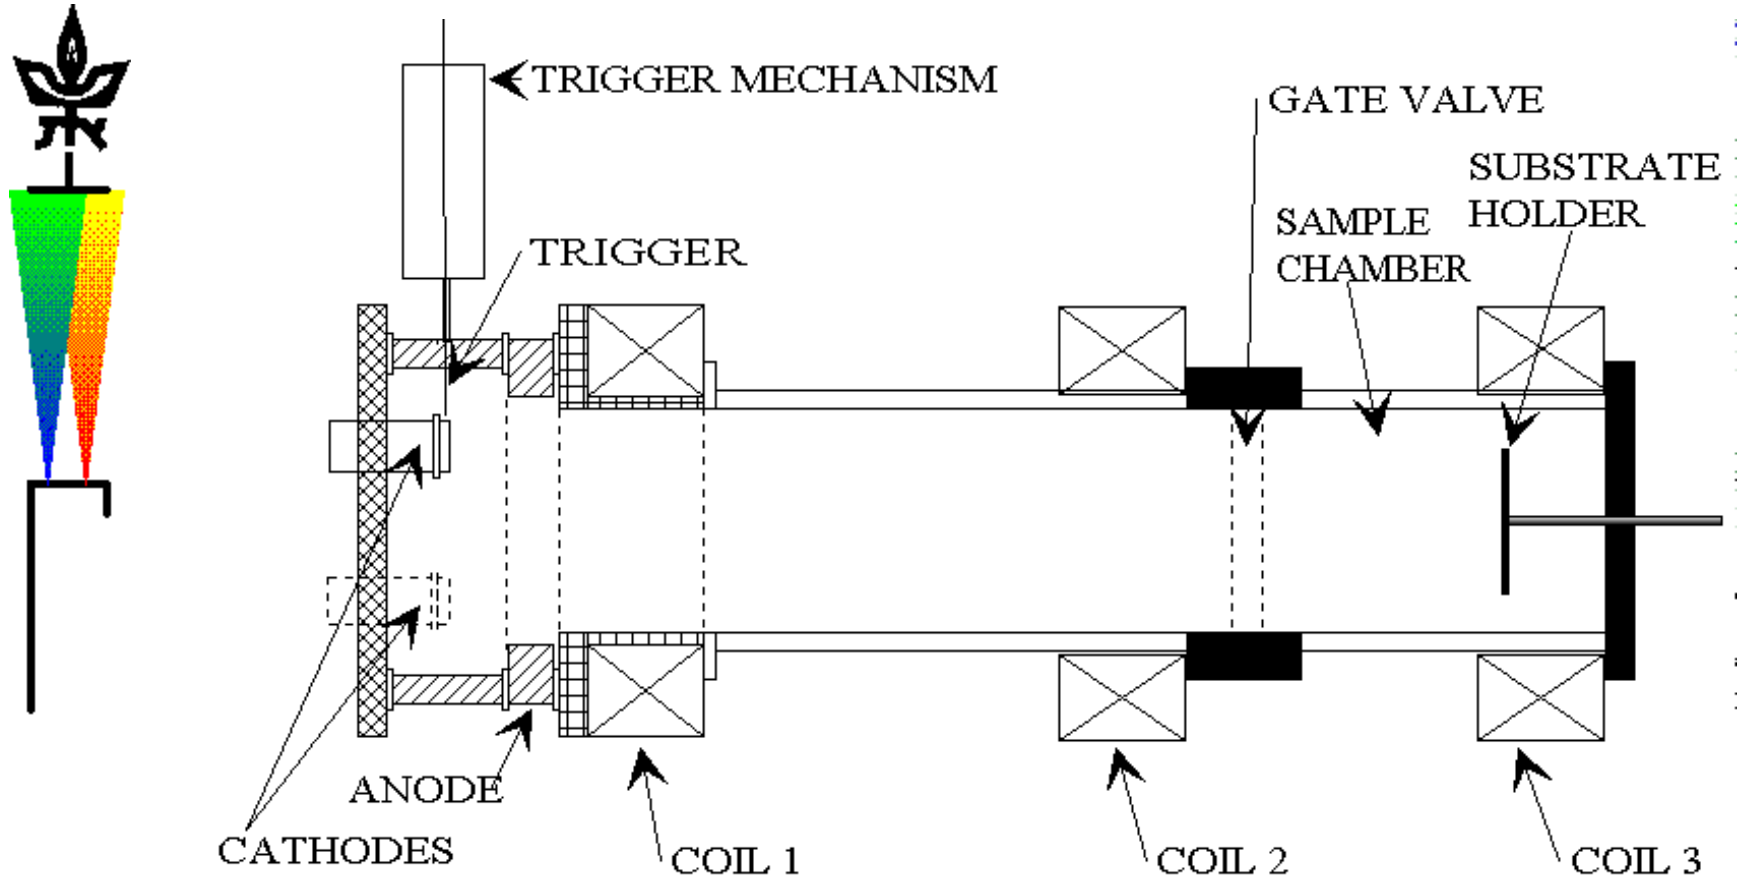 TRIGGER MECHANISM
GATE VALVE
SUBSTRATE
HOLDER
SAMPLE
CHAMBER
TRIGGER
ANODE
CATHODES
COIL 1
COIL 2
COIL 3